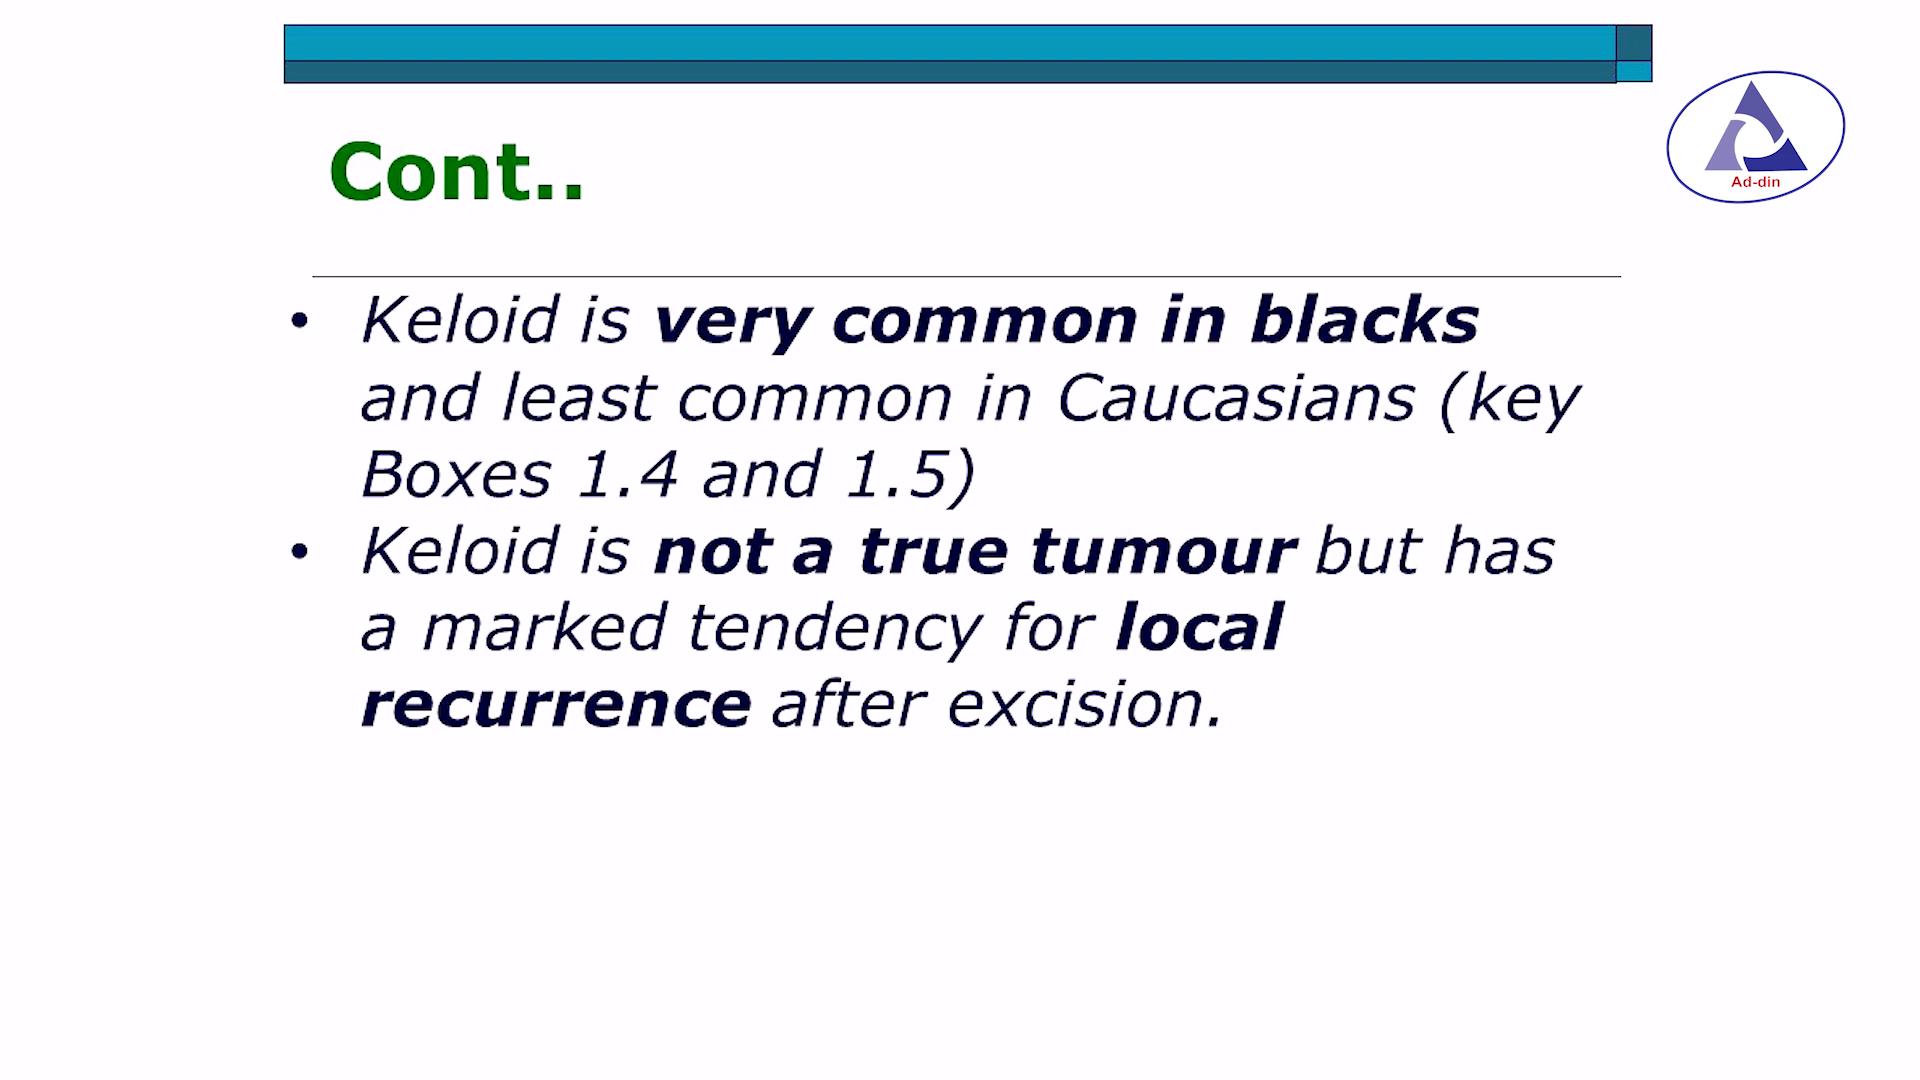 Cont..
Ad-din
• Keloid is very common in blacks
and least common in Caucasians (key
Boxes 1.4 and 1.5)
• Keloid is not a true tumour but has
a marked tendency for local
recurrence after excision.